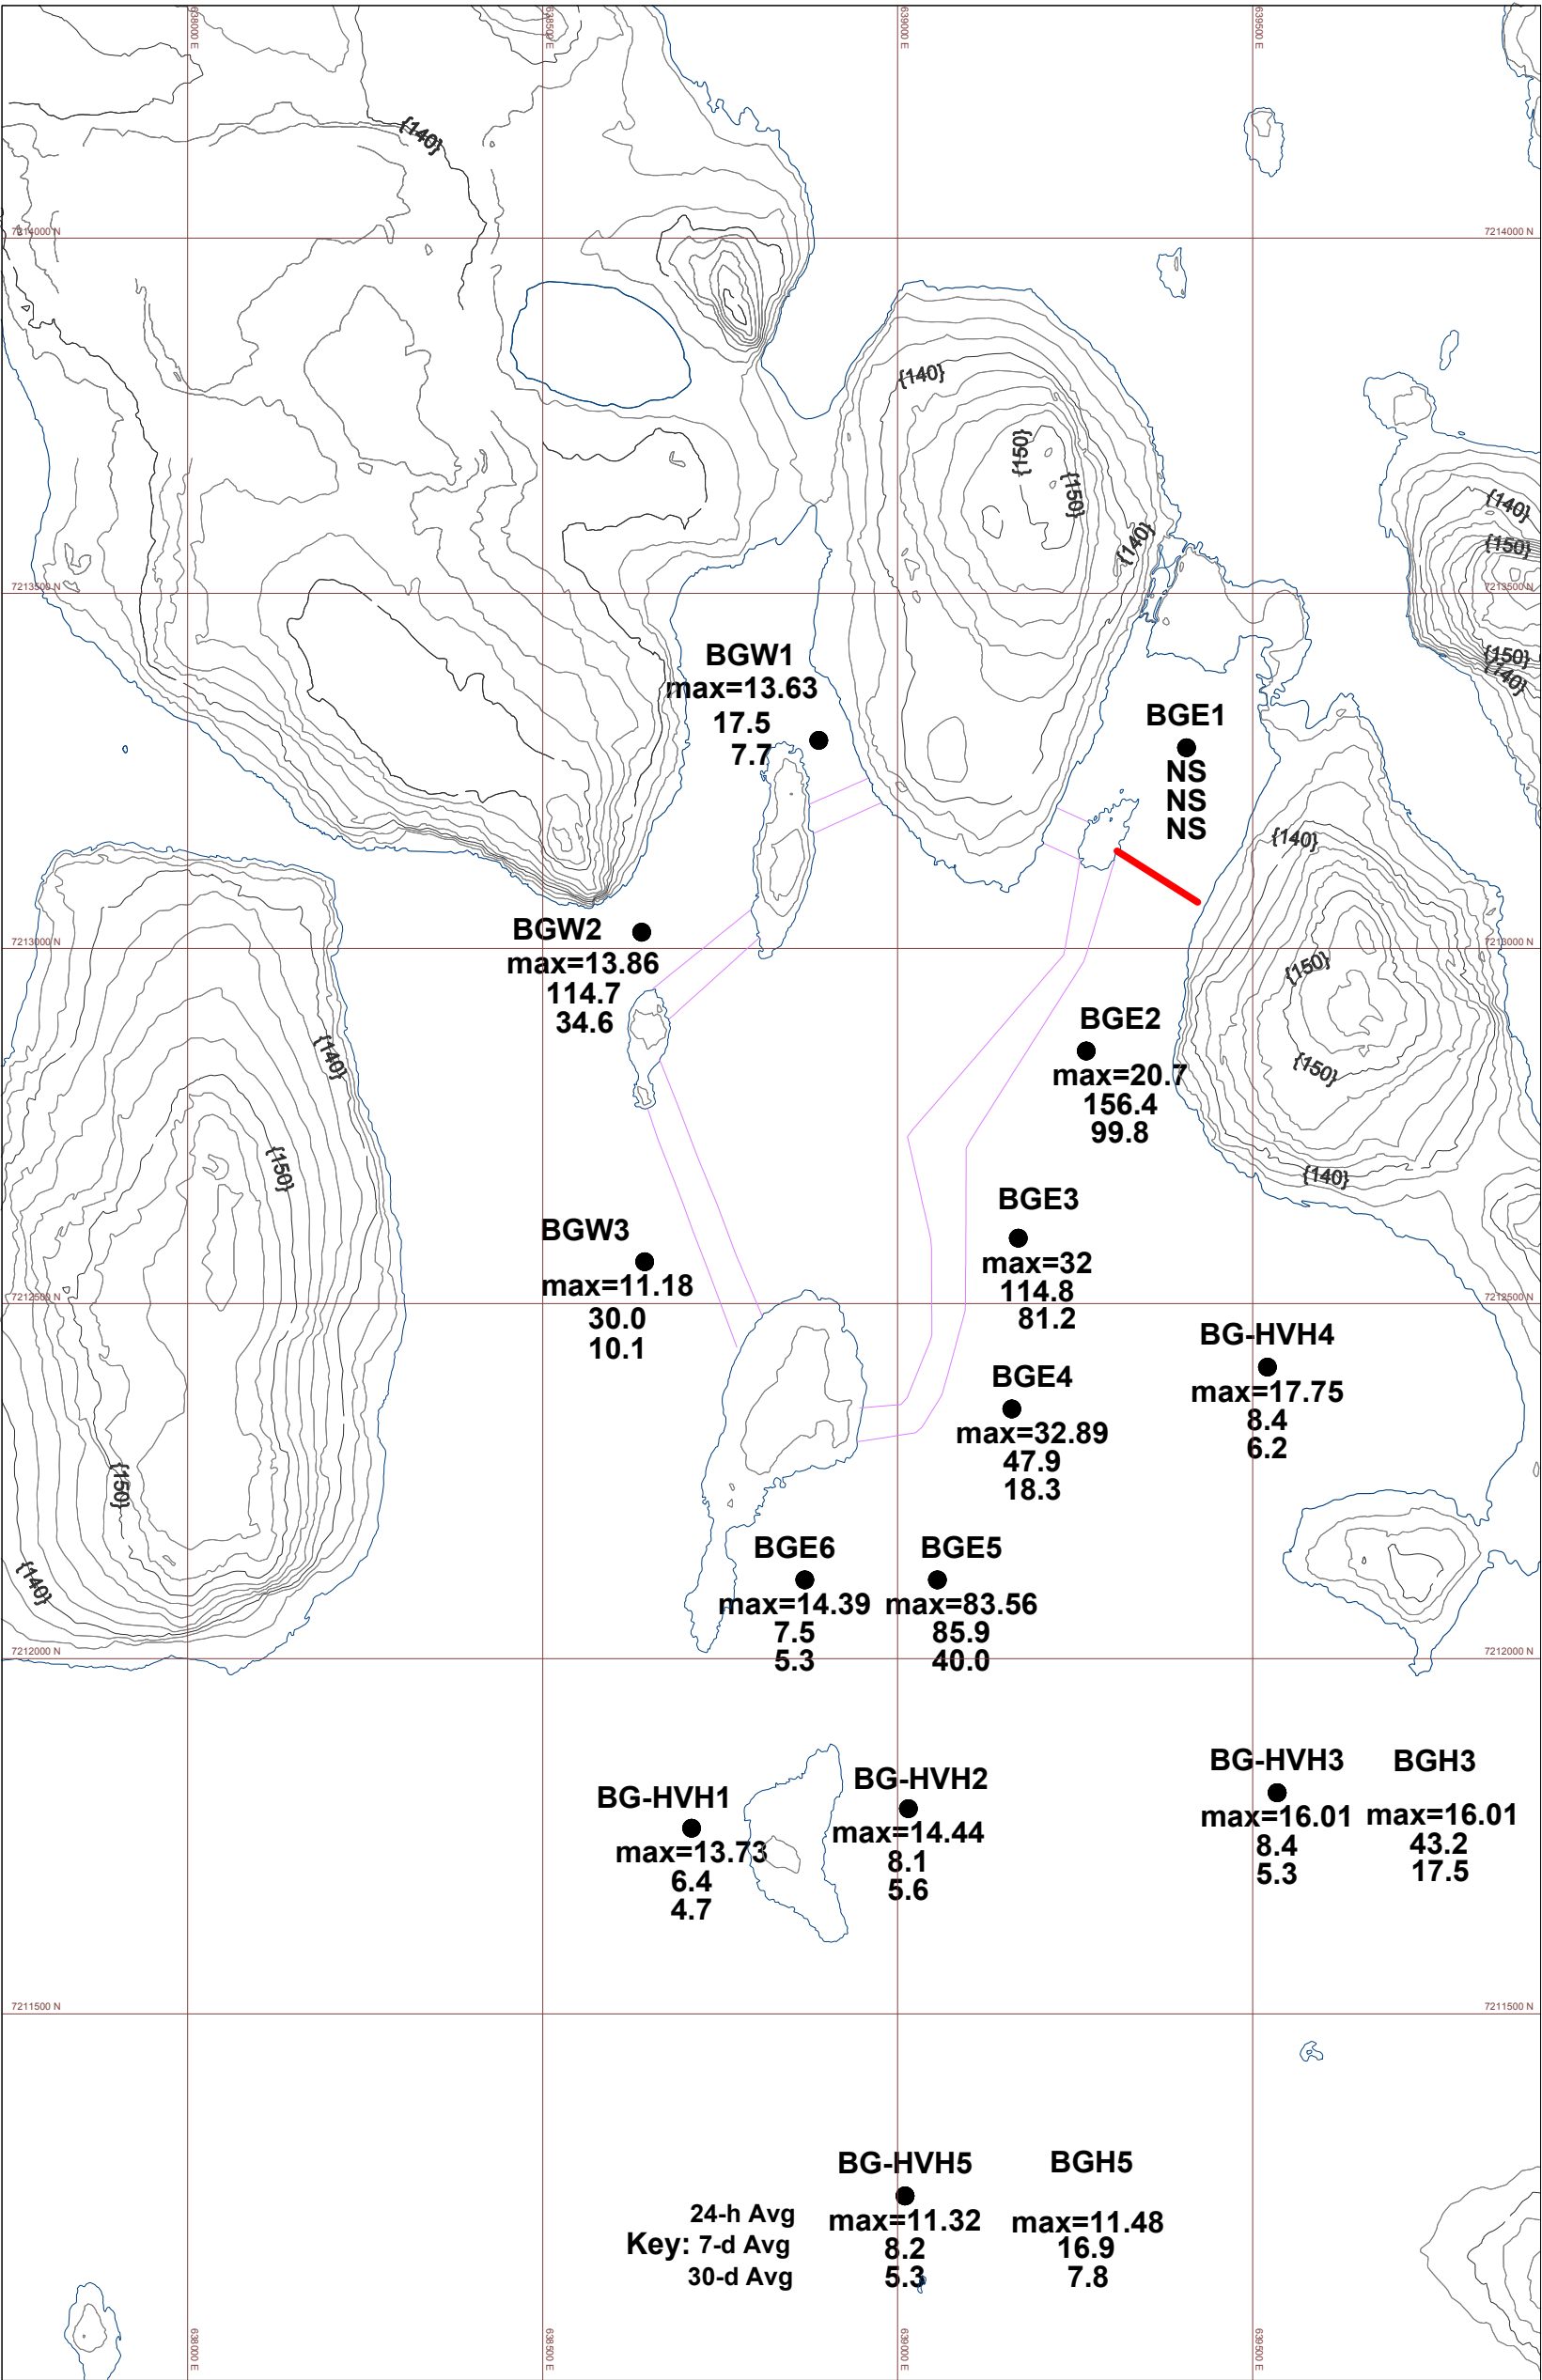 638000 E
638500 E
639000 E
639500 E
{140}
7214000 N
7214000 N
{140}
{150}
{150}
{140}
{140}
{150}
7213500 N
7213500 N
{150}
{140}
BGW1
max=13.63
17.5
7.7
BGE1
NS
NS
NS
{140}
BGW2
max=13.86
114.7
34.6
7213000 N
7213000 N
{150}
{140}
{150}
BGE2
max=20.7
156.4
99.8
{150}
{140}
BGE3
max=32
114.8
81.2
BGW3
max=11.18
30.0
10.1
7212500 N
7212500 N
BG-HVH4
max=17.75
8.4
6.2
BGE4
max=32.89
47.9
18.3
{150}
{140}
BGE6
max=14.39
7.5
5.3
BGE5
max=83.56
85.9
40.0
7212000 N
7212000 N
BG-HVH1
max=13.73
6.4
4.7
BG-HVH2
max=14.44
8.1
5.6
BG-HVH3
max=16.01
8.4
5.3
BGH3
max=16.01
43.2
17.5
7211500 N
7211500 N
24-h Avg
Key: 7-d Avg
30-d Avg
BG-HVH5
max=11.32
8.2
5.3
BGH5
max=11.48
16.9
7.8
638000 E
638500 E
639000 E
639500 E